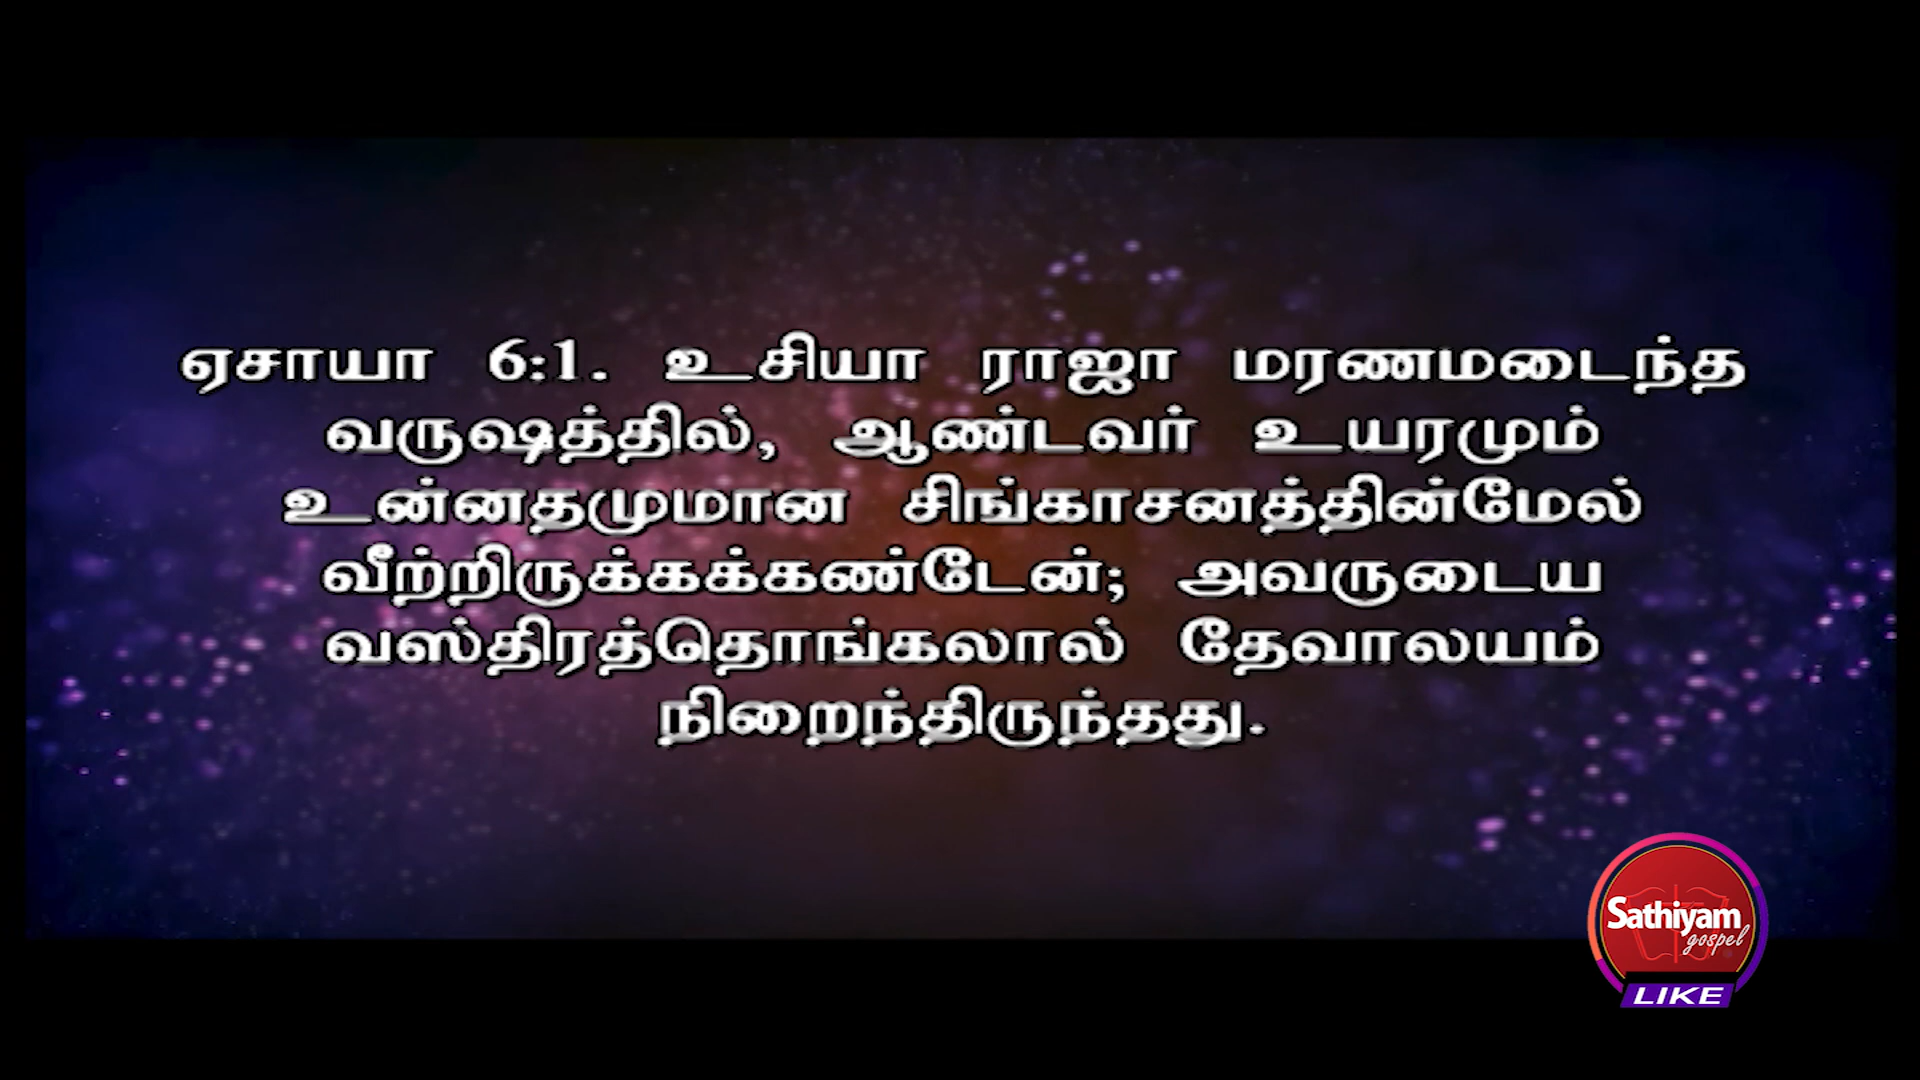 ஏசாயா 6:1. உசியா ராஜா மரணமடைந்த
வருஷத்தில், ஆண்டவர் உயரமும்
உன்னதமுமான சிங்காசனத்தின்மேல்
வீற்றிருக்கக்கண்டேன்; அவருடைய
வஸ்திரத்தொங்கலால் தேவாலயம்
நிறைந்திருந்தது.
Sathiyam
gospel
LIKE